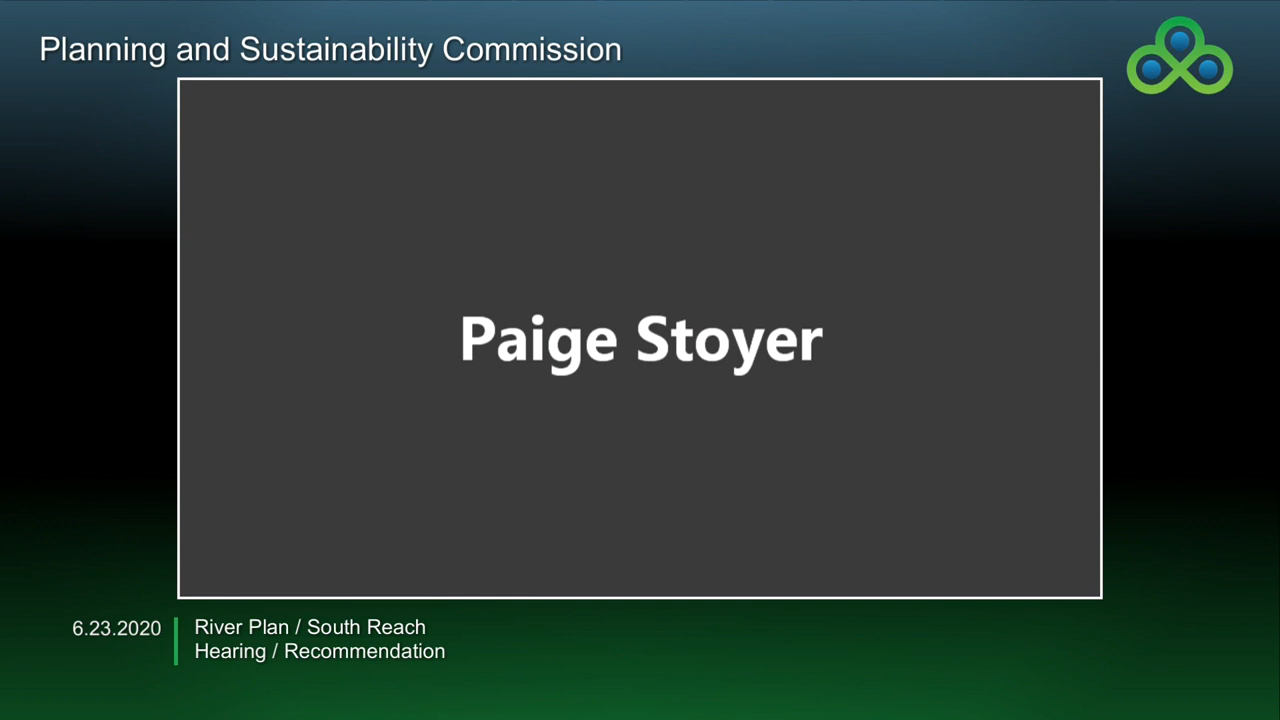 Planning and Sustainability Commission
Paige Stoyer
6.23.2020
River Plan / South Reach
Hearing / Recommendation